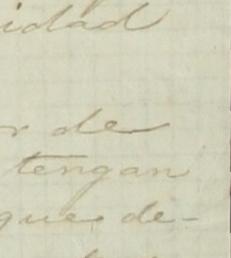 idad
r de
tengan
que de-